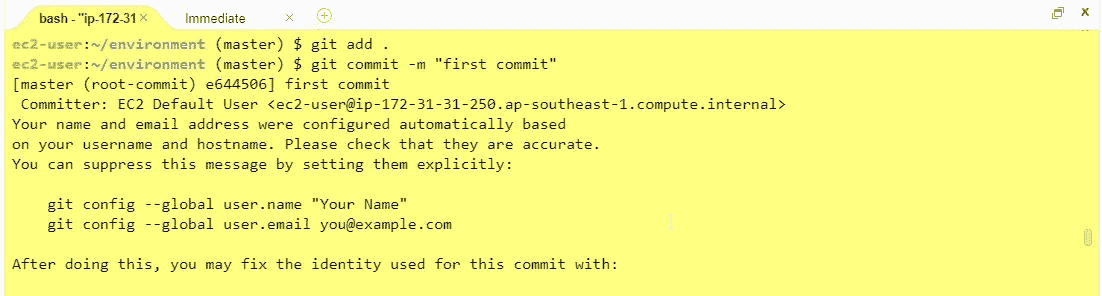 bash - "ip-172-31 Immediate
ec2-user:~/environment (master) $ git add .
ec2-user:~/environment (master) $ git commit -m "first commit"
[master (root-commit) e644506] first commit
 Committer: EC2 Default User <ec2-user@ip-172-31-31-250.ap-southeast-1.compute.internal>
Your name and email address were configured automatically based
on your username and hostname. Please check that they are accurate.
You can suppress this message by setting them explicitly:
    git config --global user.name "Your Name"
    git config --global user.email you@example.com
After doing this, you may fix the identity used for this commit with: